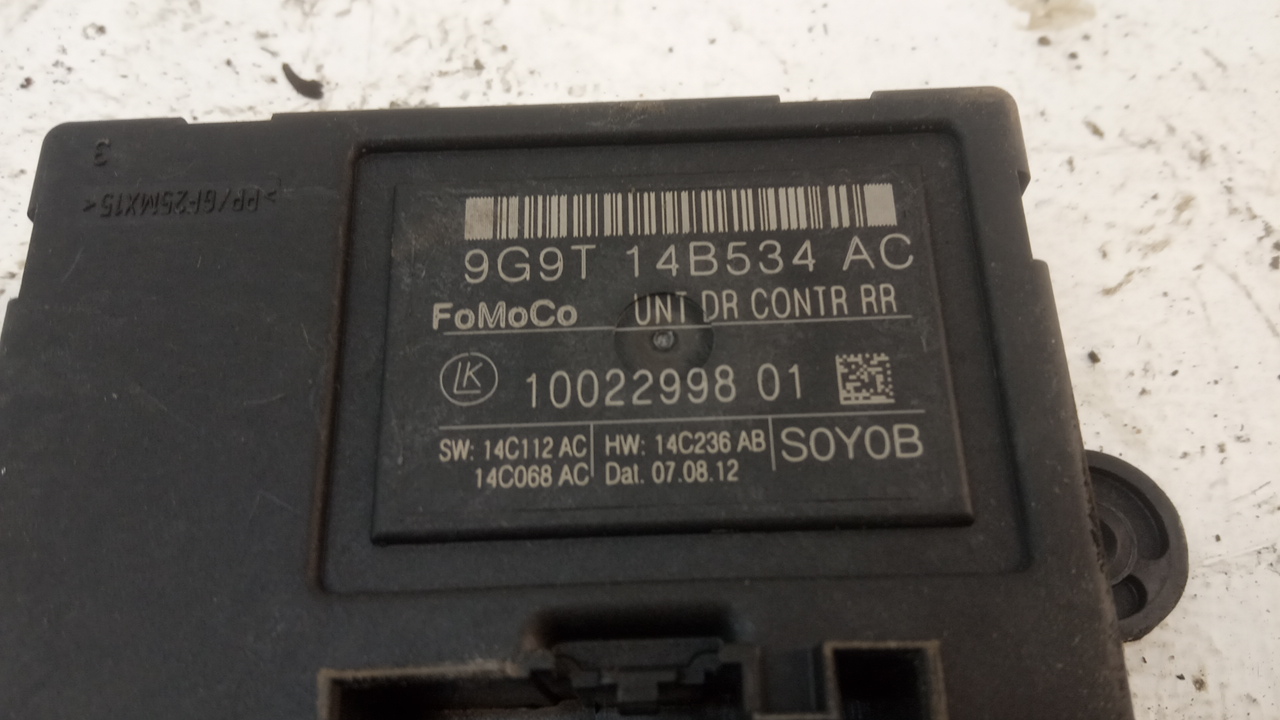 3
>PP/GF25MX15<
9G9T 14B534 AC
FoMoCo UNT DR CONTR RR
LK 10022998 01
SW: 14C112 AC HW: 14C236 AB S0Y0B
14C068 AC Dat. 07.08.12